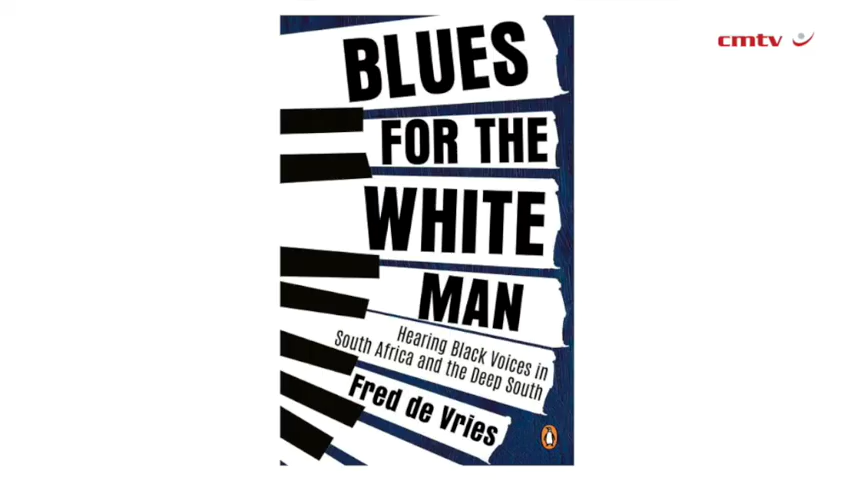 cmtv
BLUES
FOR THE
WHITE
MAN
Hearing Black Voices in
South Africa and the Deep South
Fred de Vries